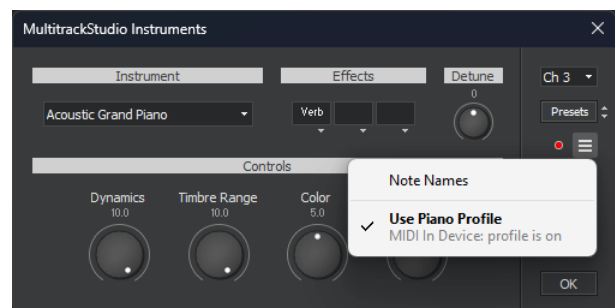 MultitrackStudio Instruments
Instrument
Effects
Detune
0
Ch 3
Acoustic Grand Piano
Verb
Presets
Controls
Dynamics
10.0
Timbre Range
10.0
Color
5.0
Note Names
Use Piano Profile
MIDI In Device: profile is on
OK